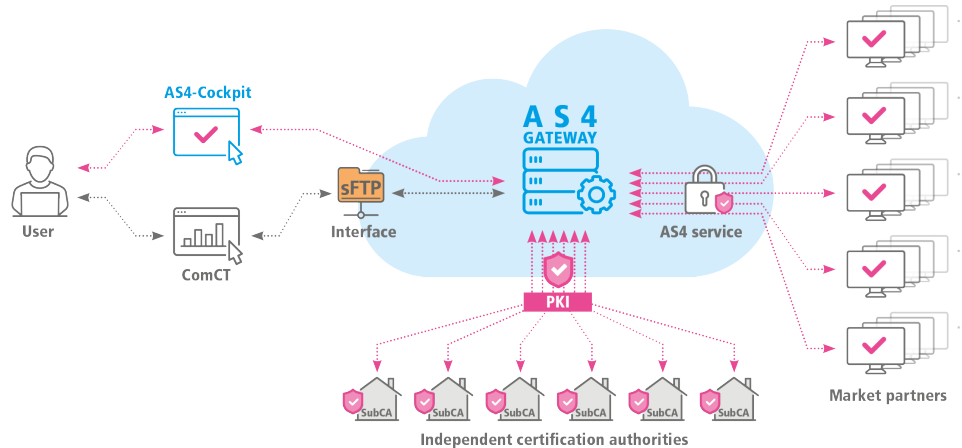 AS4-Cockpit
User
ComCT
sFTP
Interface
AS4
GATEWAY
AS4 service
PKI
SubCA
SubCA
SubCA
SubCA
SubCA
SubCA
Independent certification authorities
Market partners